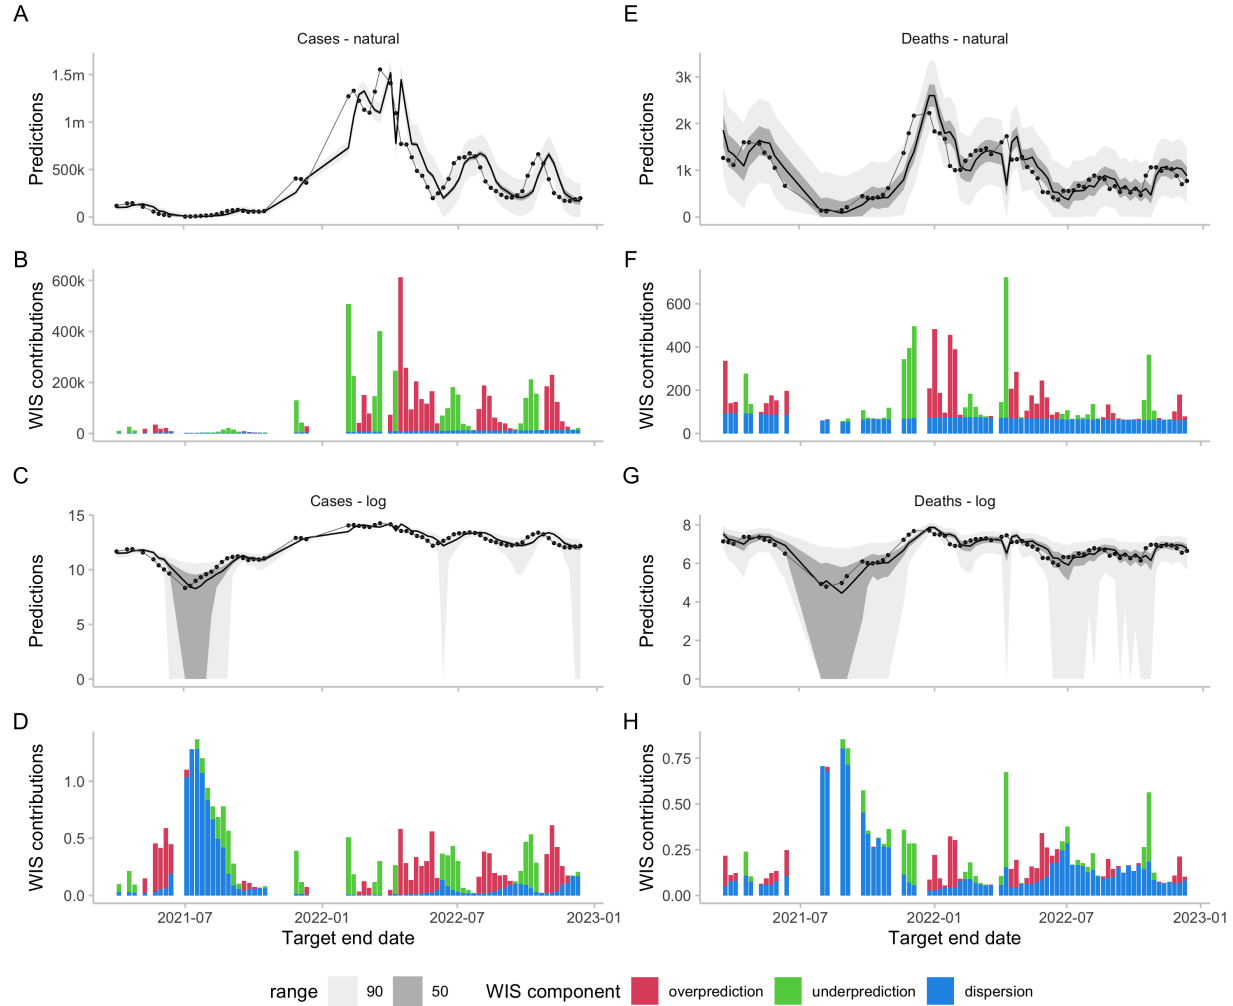 A
Cases - natural
Predictions
1.5m
1m
500k
0
B
WIS contributions
600k
400k
200k
0
C
Cases - log
Predictions
15
10
5
0
D
WIS contributions
1.0
0.5
0.0
2021-07 2022-01 2022-07 2023-01
Target end date
E
Deaths - natural
Predictions
3k
2k
1k
0
F
WIS contributions
600
400
200
0
G
Deaths - log
Predictions
8
6
4
2
0
H
WIS contributions
0.75
0.50
0.25
0.00
2021-07 2022-01 2022-07 2023-01
Target end date
range 90 50 WIS component overprediction underprediction dispersion